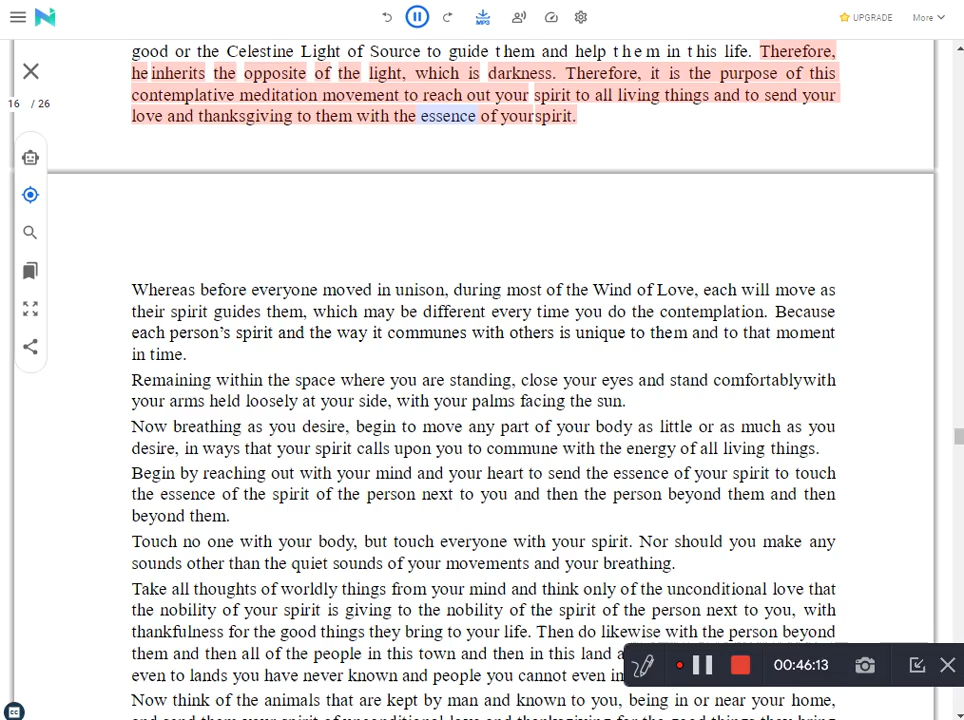 MP3
UPGRADE
More
good or the Celestine Light of Source to guide them and help them in this life. Therefore,
16 / 26
he inherits the opposite of the light, which is darkness. Therefore, it is the purpose of this
contemplative meditation movement to reach out your spirit to all living things and to send your
love and thanksgiving to them with the essence of yourspirit.
Whereas before everyone moved in unison, during most of the Wind of Love, each will move as
their spirit guides them, which may be different every time you do the contemplation. Because
each person's spirit and the way it communes with others is unique to them and to that moment
in time.
Remaining within the space where you are standing, close your eyes and stand comfortablywith
your arms held loosely at your side, with your palms facing the sun.
Now breathing as you desire, begin to move any part of your body as little or as much as you
desire, in ways that your spirit calls upon you to commune with the energy of all living things.
Begin by reaching out with your mind and your heart to send the essence of your spirit to touch
the essence of the spirit of the person next to you and then the person beyond them and then
beyond them.
Touch no one with your body, but touch everyone with your spirit. Nor should you make any
sounds other than the quiet sounds of your movements and your breathing.
Take all thoughts of worldly things from your mind and think only of the unconditional love that
the nobility of your spirit is giving to the nobility of the spirit of the person next to you, with
thankfulness for the good things they bring to your life. Then do likewise with the person beyond
them and then all of the people in this town and then in this land
even to lands you have never known and people you cannot even
00:46:13
Now think of the animals that are kept by man and known to you, being in or near your home,
and send them your spirit of unconditional love and thanksgiving for the good things they bring
CC